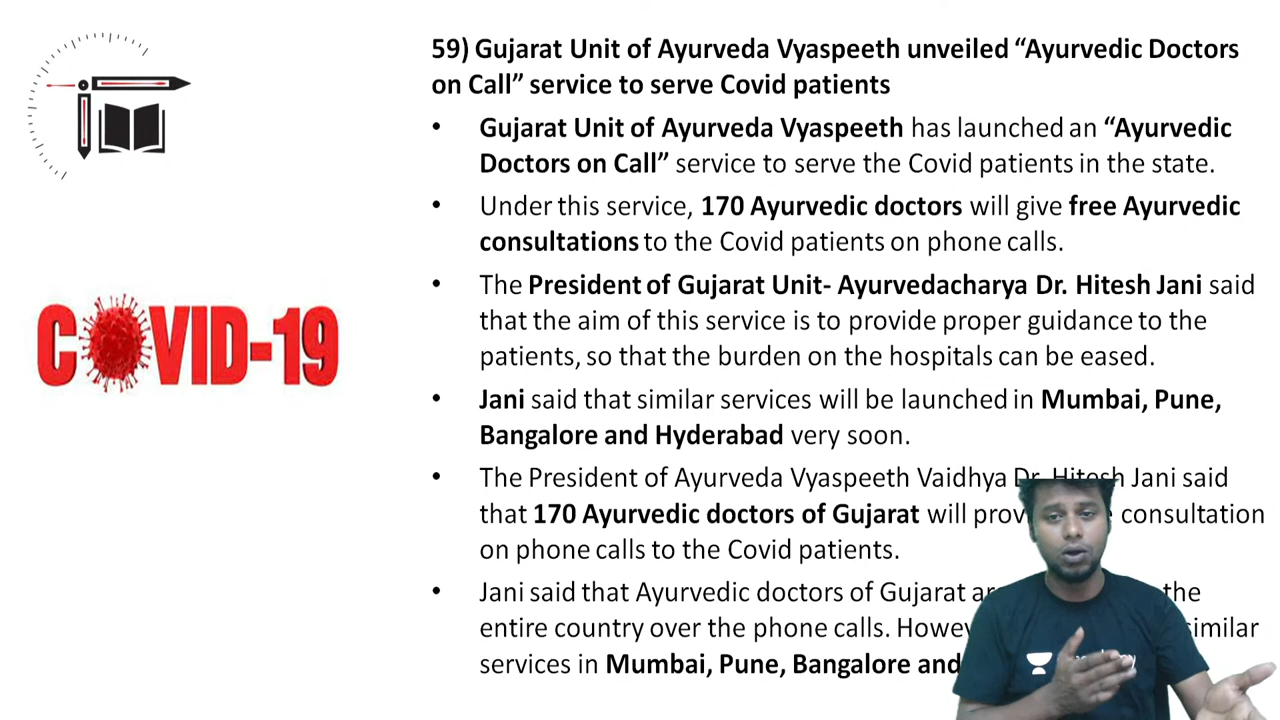 59) Gujarat Unit of Ayurveda Vyaspeeth unveiled “Ayurvedic Doctors
on Call” service to serve Covid patients
• Gujarat Unit of Ayurveda Vyaspeeth has launched an “Ayurvedic
Doctors on Call” service to serve the Covid patients in the state.
• Under this service, 170 Ayurvedic doctors will give free Ayurvedic
consultations to the Covid patients on phone calls.
• The President of Gujarat Unit- Ayurvedacharya Dr. Hitesh Jani said
that the aim of this service is to provide proper guidance to the
patients, so that the burden on the hospitals can be eased.
• Jani said that similar services will be launched in Mumbai, Pune,
Bangalore and Hyderabad very soon.
• The President of Ayurveda Vyaspeeth Vaidhya Dr. Hitesh Jani said
that 170 Ayurvedic doctors of Gujarat will consultation
on phone calls to the Covid patients.
• Jani said that Ayurvedic doctors of Gujarat the
entire country over the phone calls. similar
services in Mumbai, Pune, Bangalore and
COVID-19